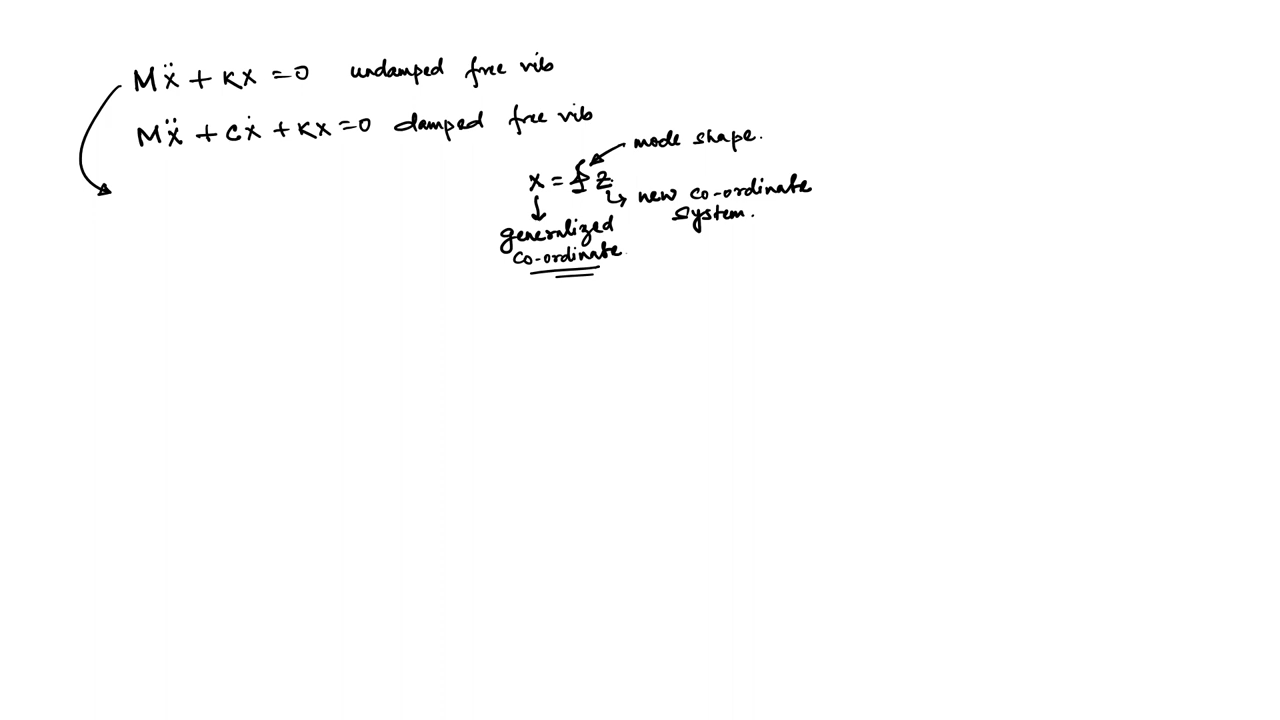 Mẍ + Kx = 0 undamped free vib
Mẍ + Cẋ + Kx = 0 damped free vib
mode shape.
x = Φ z
new co-ordinate
system.
generalized
co-ordinate